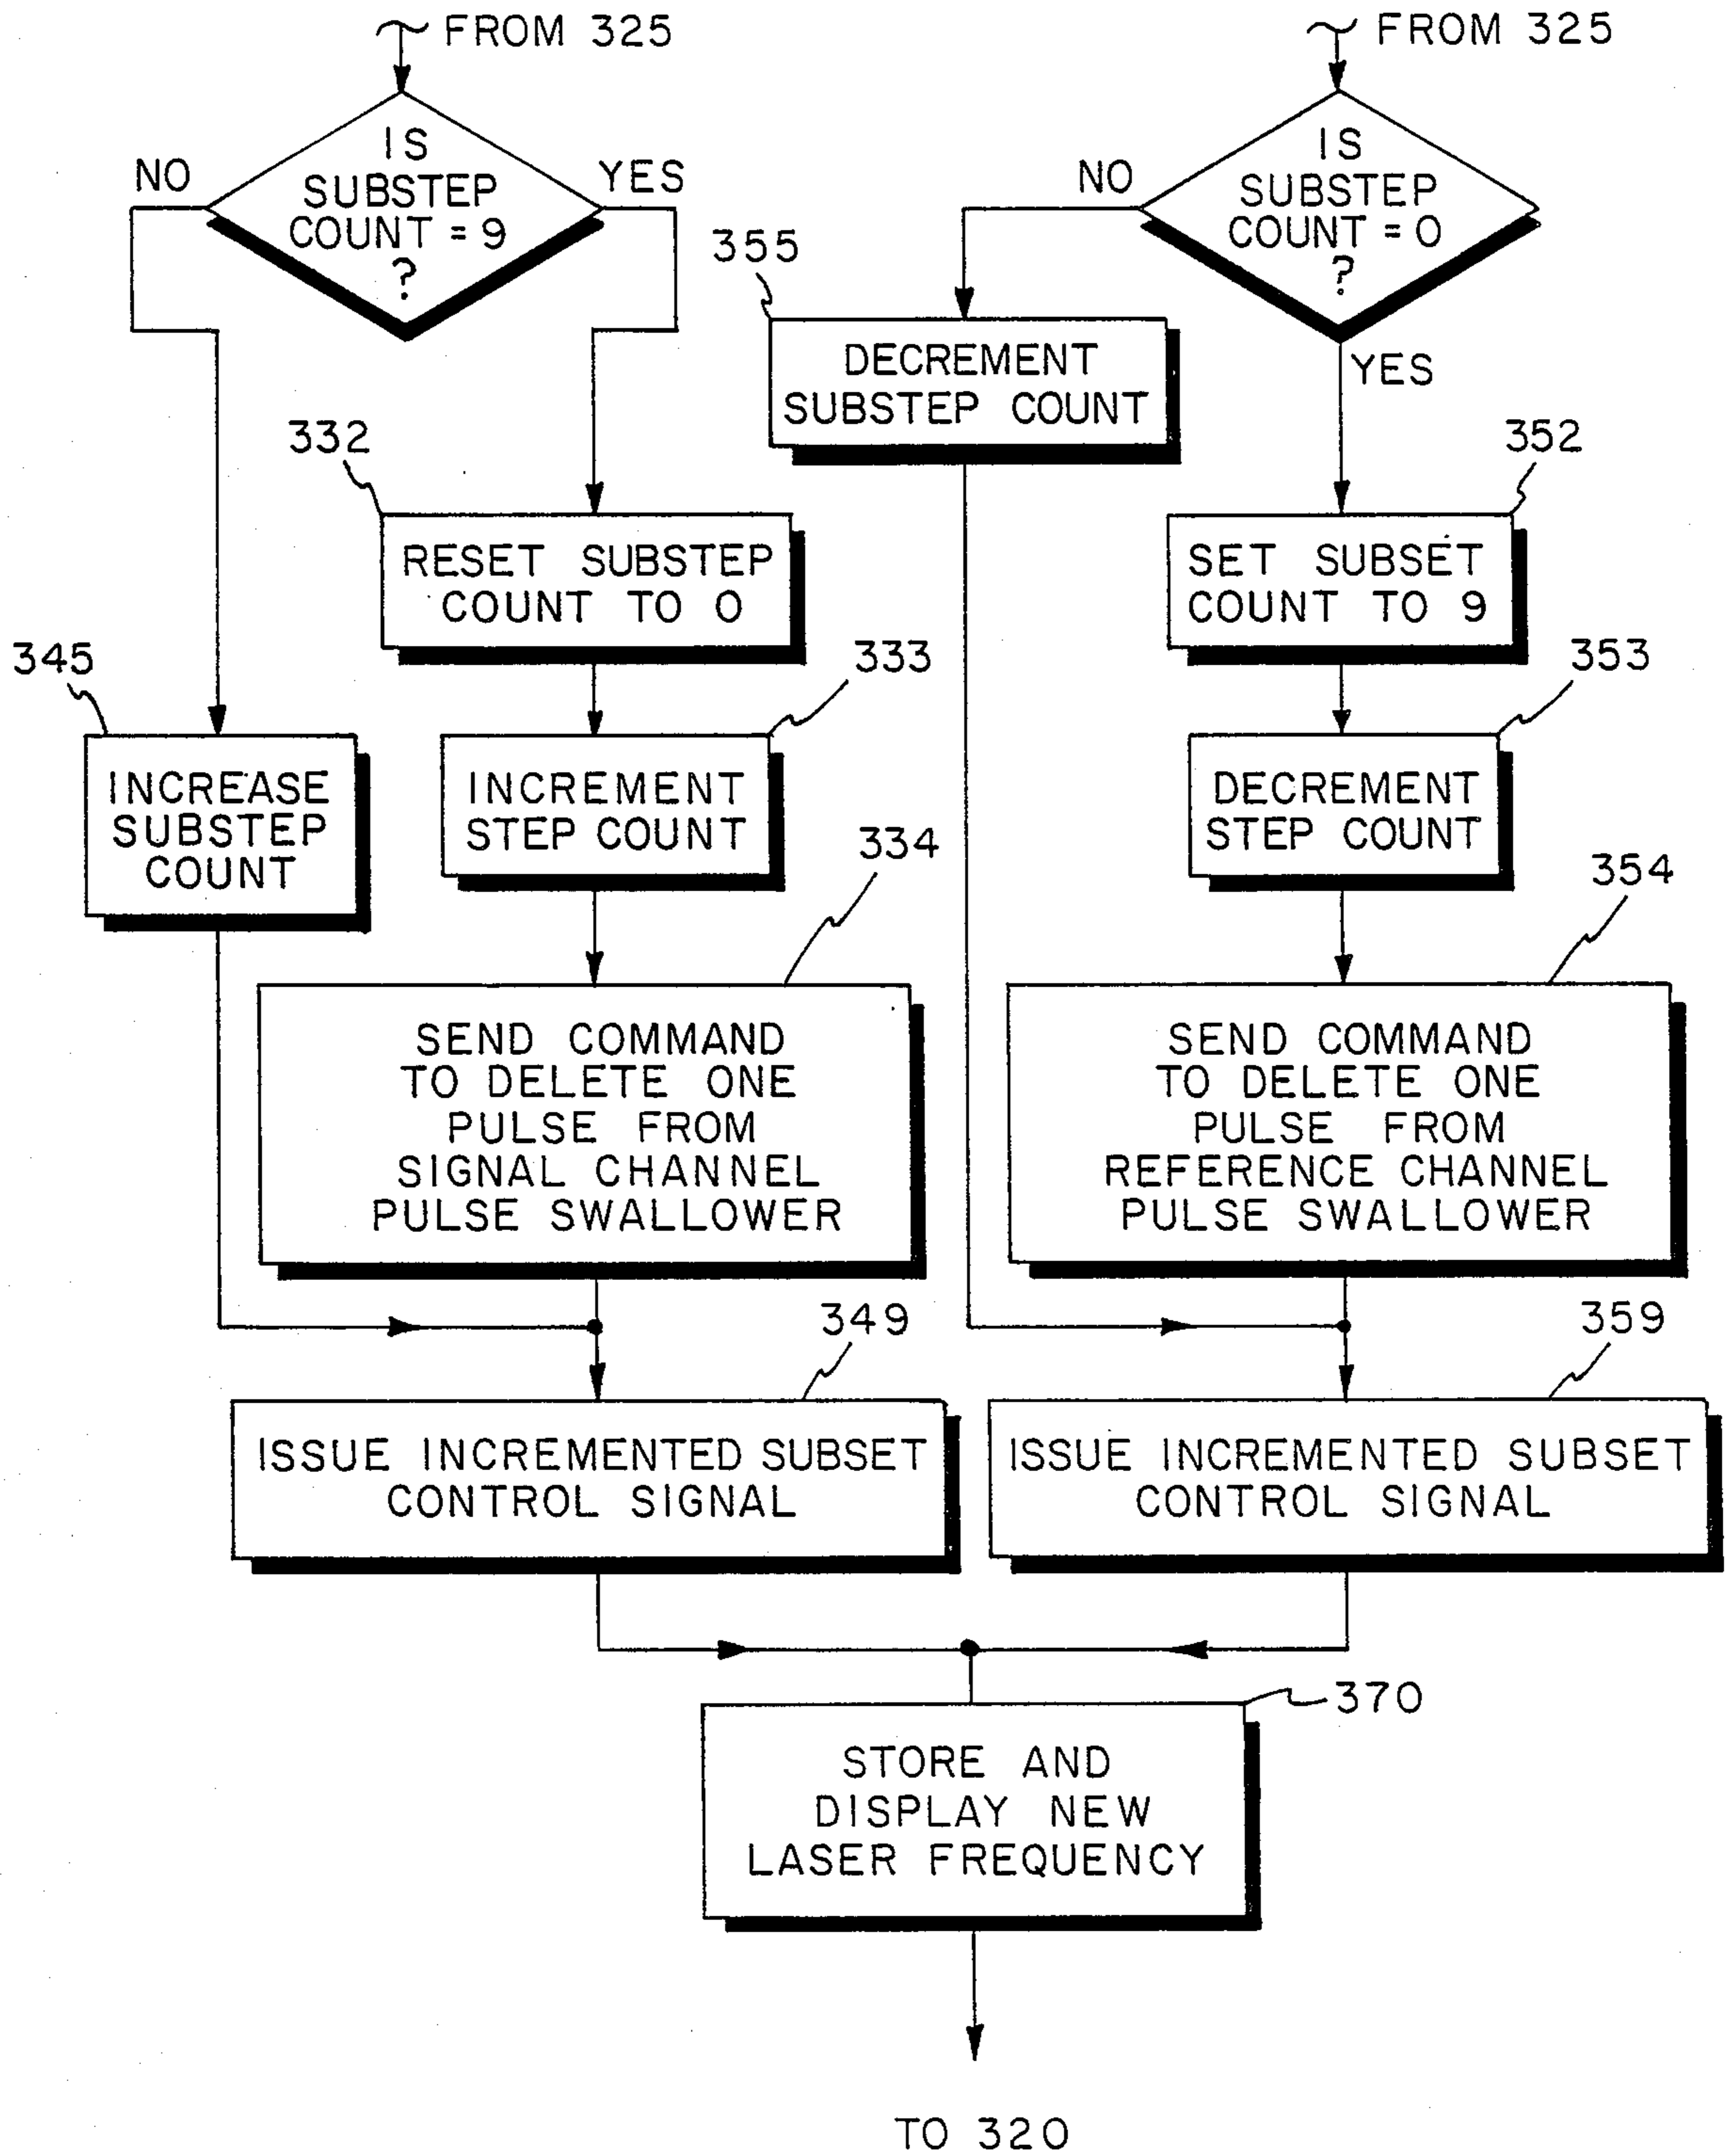 FROM 325
FROM 325
IS
SUBSTEP
COUNT = 9
?
NO
YES
IS
SUBSTEP
COUNT = 0
?
NO
YES
355
DECREMENT
SUBSTEP COUNT
332
RESET SUBSTEP
COUNT TO 0
352
SET SUBSET
COUNT TO 9
345
INCREASE
SUBSTEP
COUNT
333
INCREMENT
STEP COUNT
353
DECREMENT
STEP COUNT
334
SEND COMMAND
TO DELETE ONE
PULSE FROM
SIGNAL CHANNEL
PULSE SWALLOWER
354
SEND COMMAND
TO DELETE ONE
PULSE FROM
REFERENCE CHANNEL
PULSE SWALLOWER
349
ISSUE INCREMENTED SUBSET
CONTROL SIGNAL
359
ISSUE INCREMENTED SUBSET
CONTROL SIGNAL
370
STORE AND
DISPLAY NEW
LASER FREQUENCY
TO 320